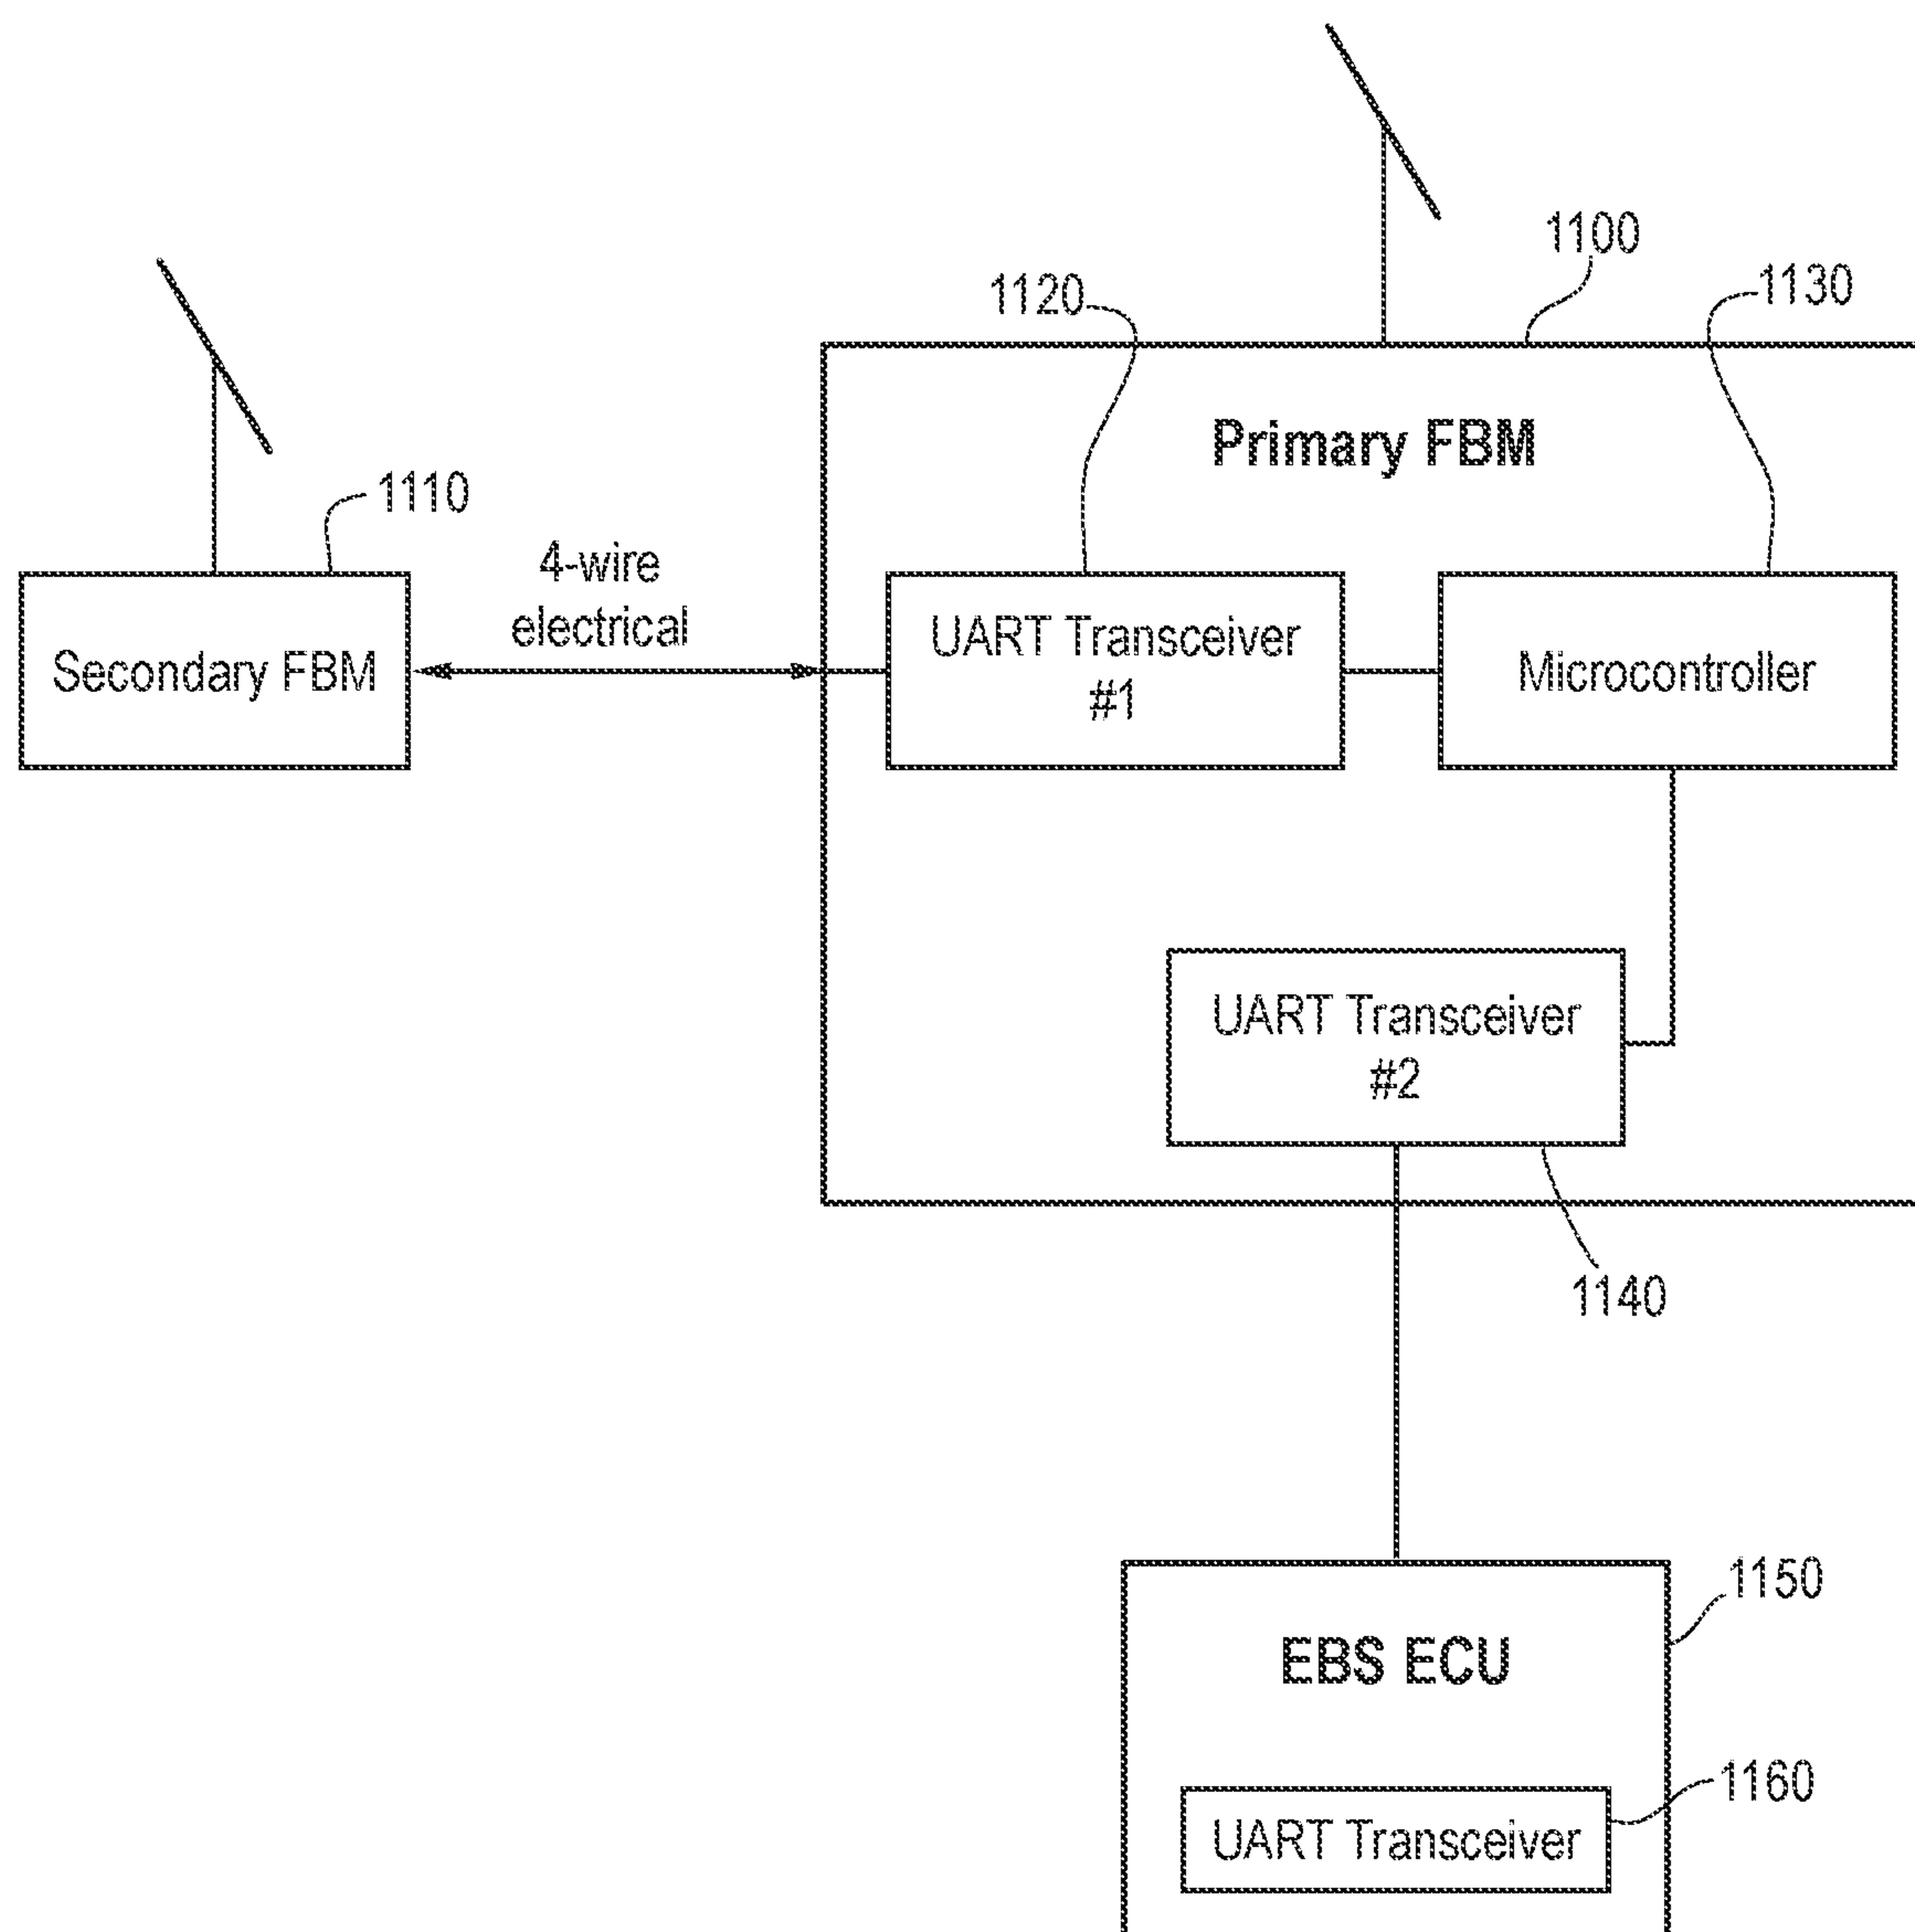 1100
1120
1130
Primary FBM
1110
4-wire
electrical
Secondary FBM
UART Transceiver
#1
Microcontroller
UART Transceiver
#2
1140
1150
EBS ECU
1160
UART Transceiver